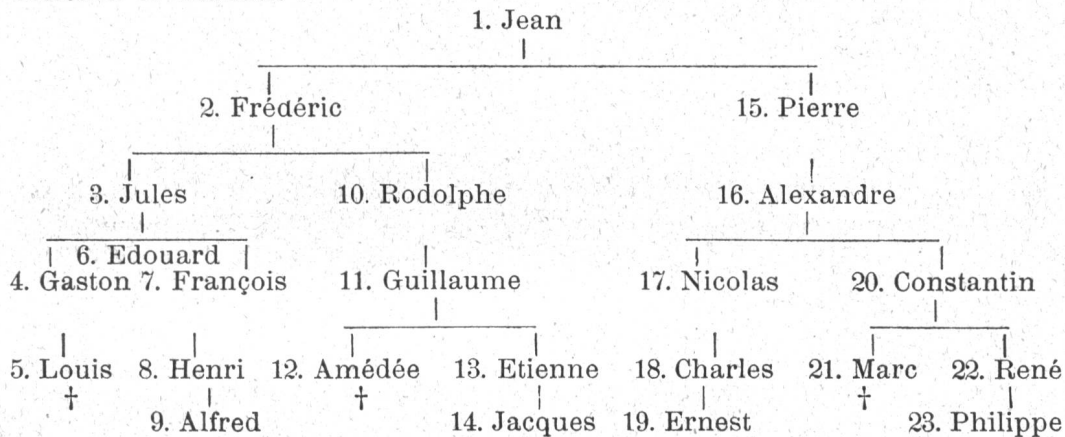 1. Jean
2. Frédéric 15. Pierre
3. Jules 10. Rodolphe 16. Alexandre
6. Edouard
4. Gaston 7. François 11. Guillaume 17. Nicolas 20. Constantin
5. Louis 8. Henri 12. Amédée 13. Etienne 18. Charles 21. Marc 22. René
† † †
9. Alfred 14. Jacques 19. Ernest 23. Philippe